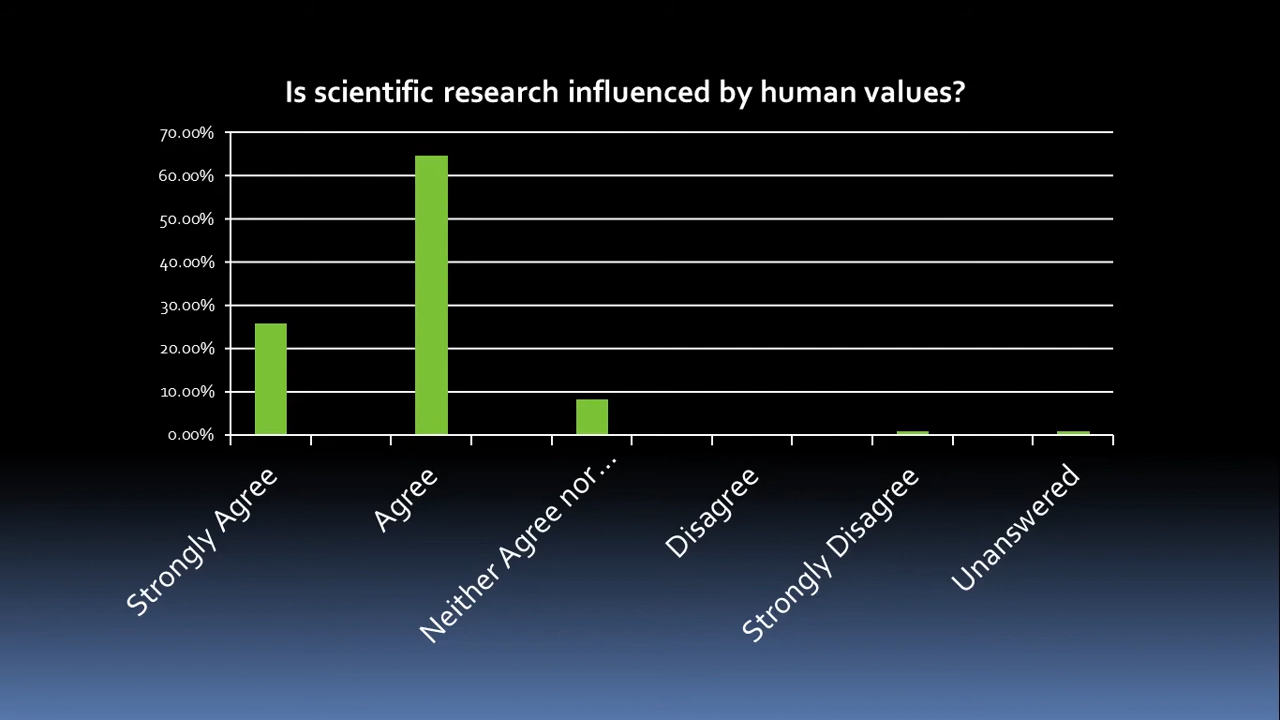 Is scientific research influenced by human values?
70.00%
60.00%
50.00%
40.00%
30.00%
20.00%
10.00%
0.00%
Strongly Agree
Agree
Neither Agree nor...
Disagree
Strongly Disagree
Unanswered